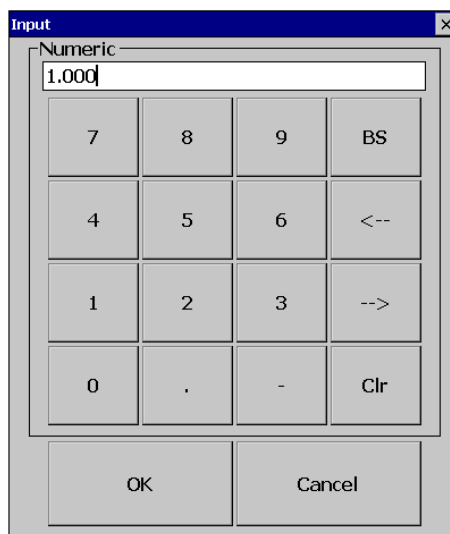 Input
Numeric
1.000
7 8 9 BS
4 5 6 <--
1 2 3 -->
0 . - Clr
OK Cancel